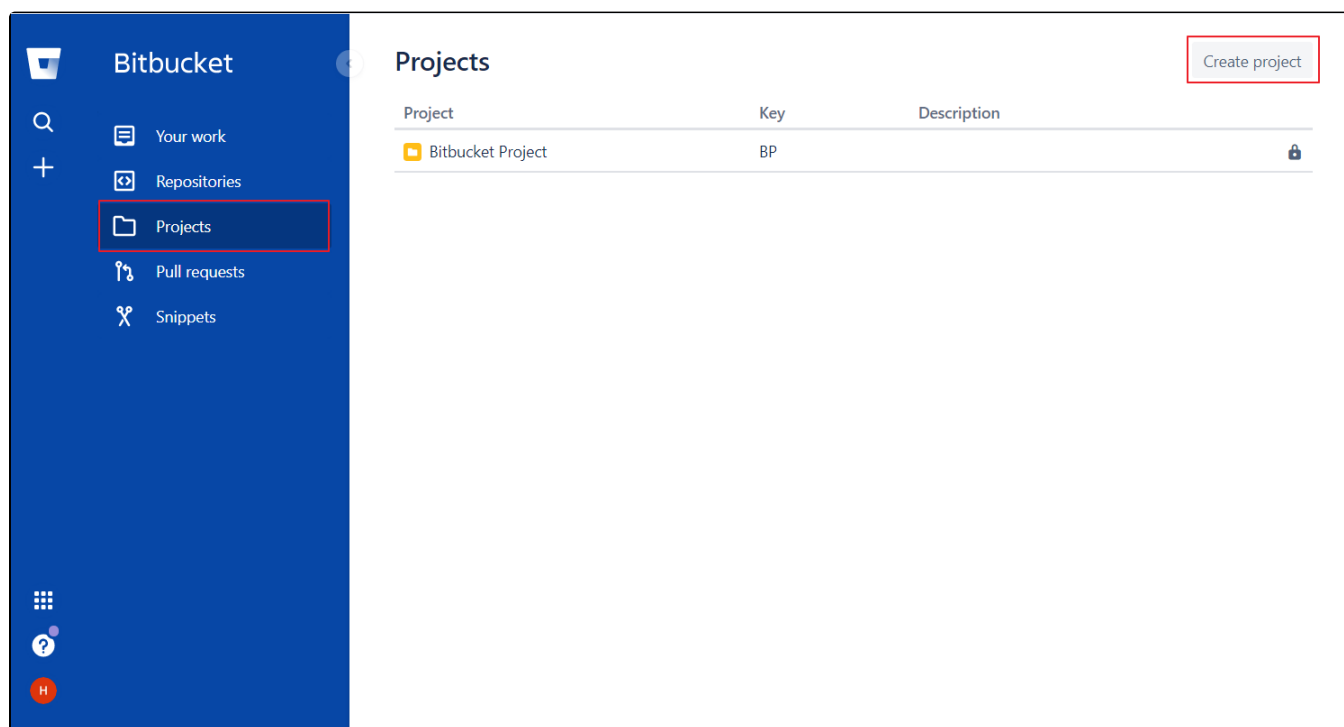 Bitbucket
Your work
Repositories
Projects
Pull requests
Snippets
H
Projects
Create project
Project Key Description
Bitbucket Project BP